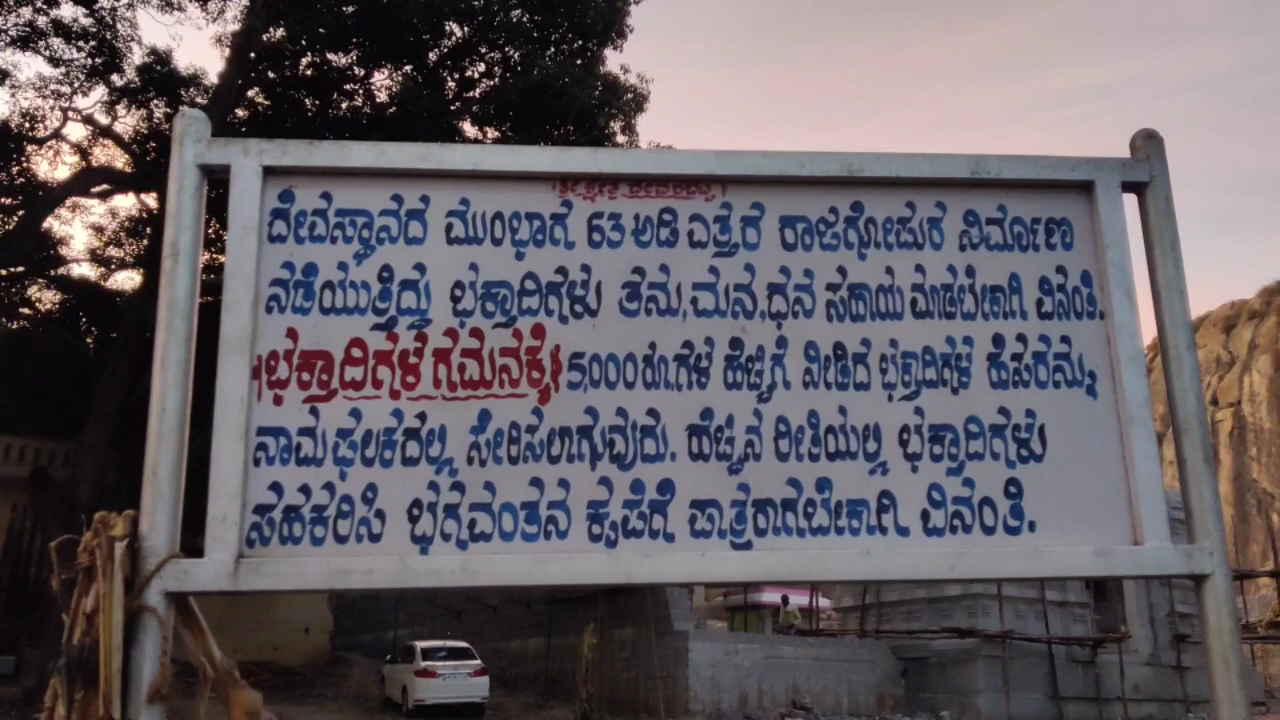 ದೇವಸ್ಥಾನದ ಮುಂಭಾಗ 63 ಅಡಿ ಎತ್ತರ ರಾಜಗೋಪುರ ನಿರ್ಮಾಣ
ನಡೆಯುತ್ತಿದ್ದು ಭಕ್ತಾದಿಗಳು ತನು,ಮನ,ಧನ ಸಹಾಯ ಮಾಡಬೇಕಾಗಿ ವಿನಂತಿ.
ಭಕ್ತಾದಿಗಳ ಗಮನಕ್ಕೆ 5,000 ರೂಗಳ ಹೆಚ್ಚಿಗೆ ನೀಡಿದ ಭಕ್ತಾದಿಗಳ ಹೆಸರನ್ನು
ನಾಮಫಲಕದಲ್ಲಿ ಸೇರಿಸಲಾಗುವುದು. ಹೆಚ್ಚಿನ ರೀತಿಯಲ್ಲಿ ಭಕ್ತಾದಿಗಳು
ಸಹಕರಿಸಿ ಭಗವಂತನ ಕೃಪೆಗೆ ಪಾತ್ರರಾಗಬೇಕಾಗಿ ವಿನಂತಿ.